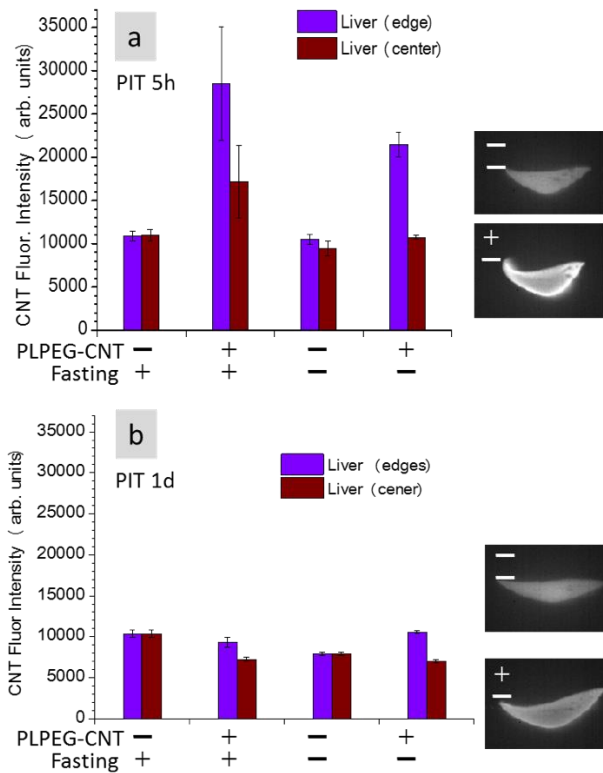 a
PIT 5h
Liver (edge)
Liver (center)
CNT Fluor. Intensity ( arb. units)
35000
30000
25000
20000
15000
10000
5000
0
PLPEG-CNT − + − +
Fasting + + − −
−
−
+
−
b
PIT 1d
Liver (edges)
Liver (cener)
CNT Fluor Intensity ( arb. units)
35000
30000
25000
20000
15000
10000
5000
0
PLPEG-CNT − + − +
Fasting + + − −
−
−
+
−